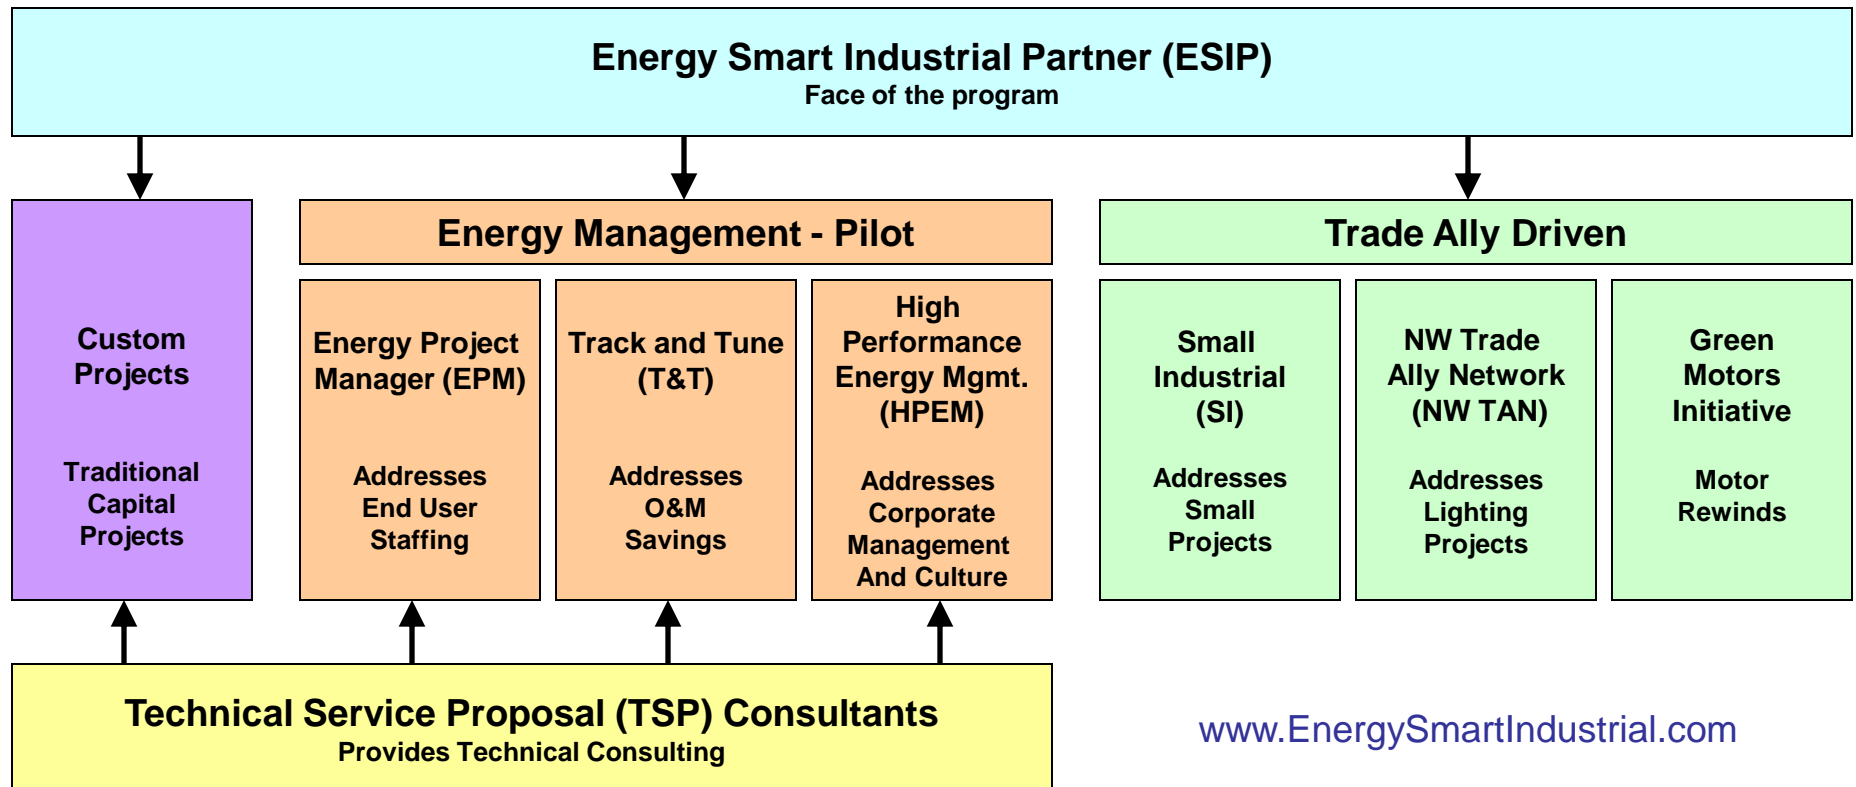 Energy Smart Industrial Partner (ESIP)
Face of the program
Custom
Projects
Traditional
Capital
Projects
Energy Management - Pilot
Energy Project
Manager (EPM)
Addresses
End User
Staffing
Track and Tune
(T&T)
Addresses
O&M
Savings
High
Performance
Energy Mgmt.
(HPEM)
Addresses
Corporate
Management
And Culture
Trade Ally Driven
Small
Industrial
(SI)
Addresses
Small
Projects
NW Trade
Ally Network
(NW TAN)
Addresses
Lighting
Projects
Green
Motors
Initiative
Motor
Rewinds
Technical Service Proposal (TSP) Consultants
Provides Technical Consulting
www.EnergySmartIndustrial.com